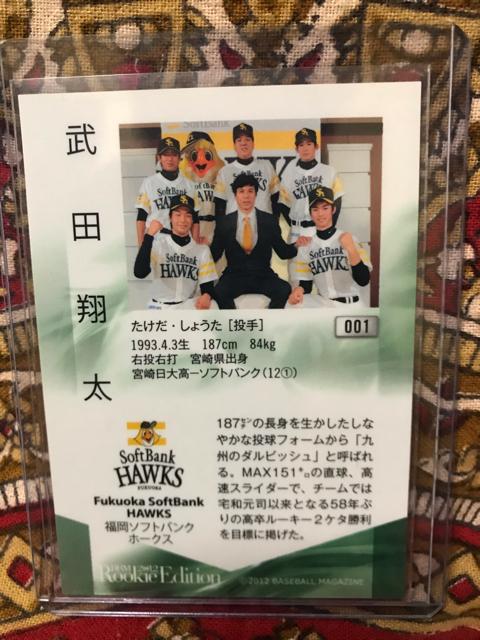 武田翔太
SoftBank
SoftBank
HAWKS
SoftBank
HAWKS
SoftBank
HAWKS
SoftBank
HAWKS
たけだ・しょうた [投手]
001
1993.4.3生 187cm 84kg
右投右打 宮崎県出身
宮崎日大高－ソフトバンク(12①)
SoftBank
HAWKS
FUKUOKA
Fukuoka SoftBank
HAWKS
福岡ソフトバンク
ホークス
187㌢の長身を生かしたしな
やかな投球フォームから「九
州のダルビッシュ」と呼ばれ
る。MAX151㌔の直球、高
速スライダーで、チームでは
宅和元司以来となる58年ぶ
りの高卒ルーキー2ケタ勝利
を目標に掲げた。
BBM 2012
Rookie Edition
©2012 BASEBALL MAGAZINE